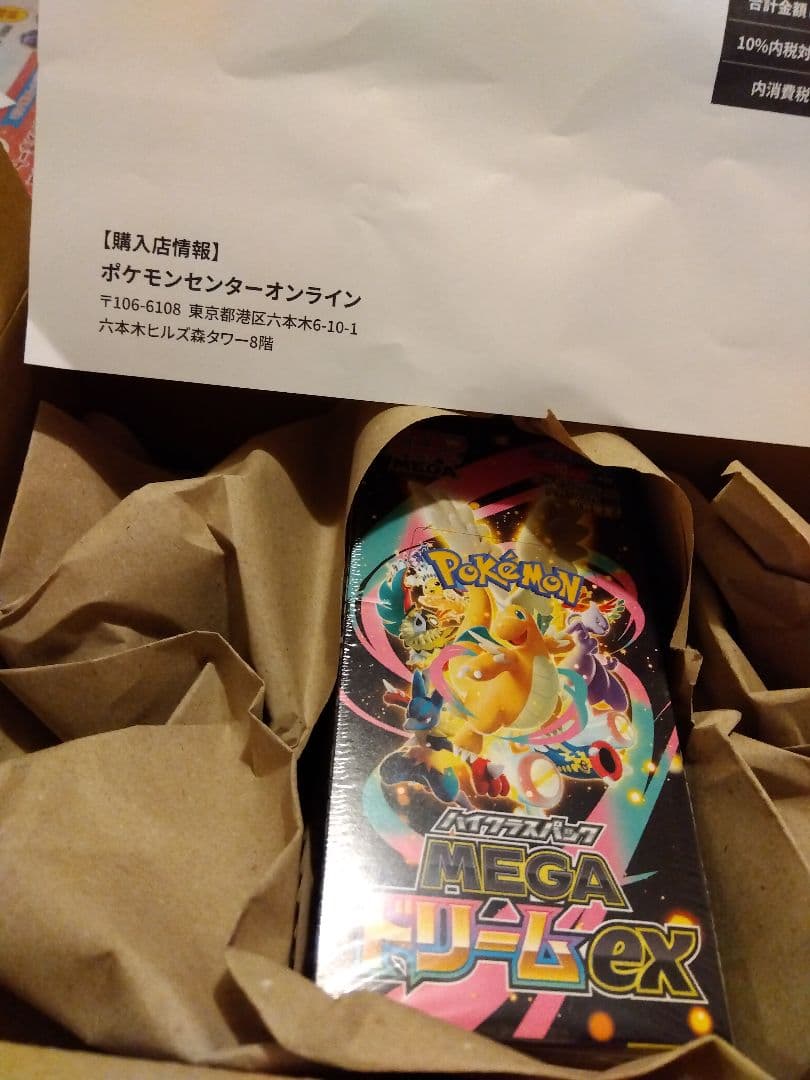 合計金額
10%内税対
内消費税
【購入店情報】
ポケモンセンターオンライン
〒106-6108 東京都港区六本木6-10-1
六本木ヒルズ森タワー8階
MEGA
POKéMON
ハイクラスパック
MEGA
ドリームex